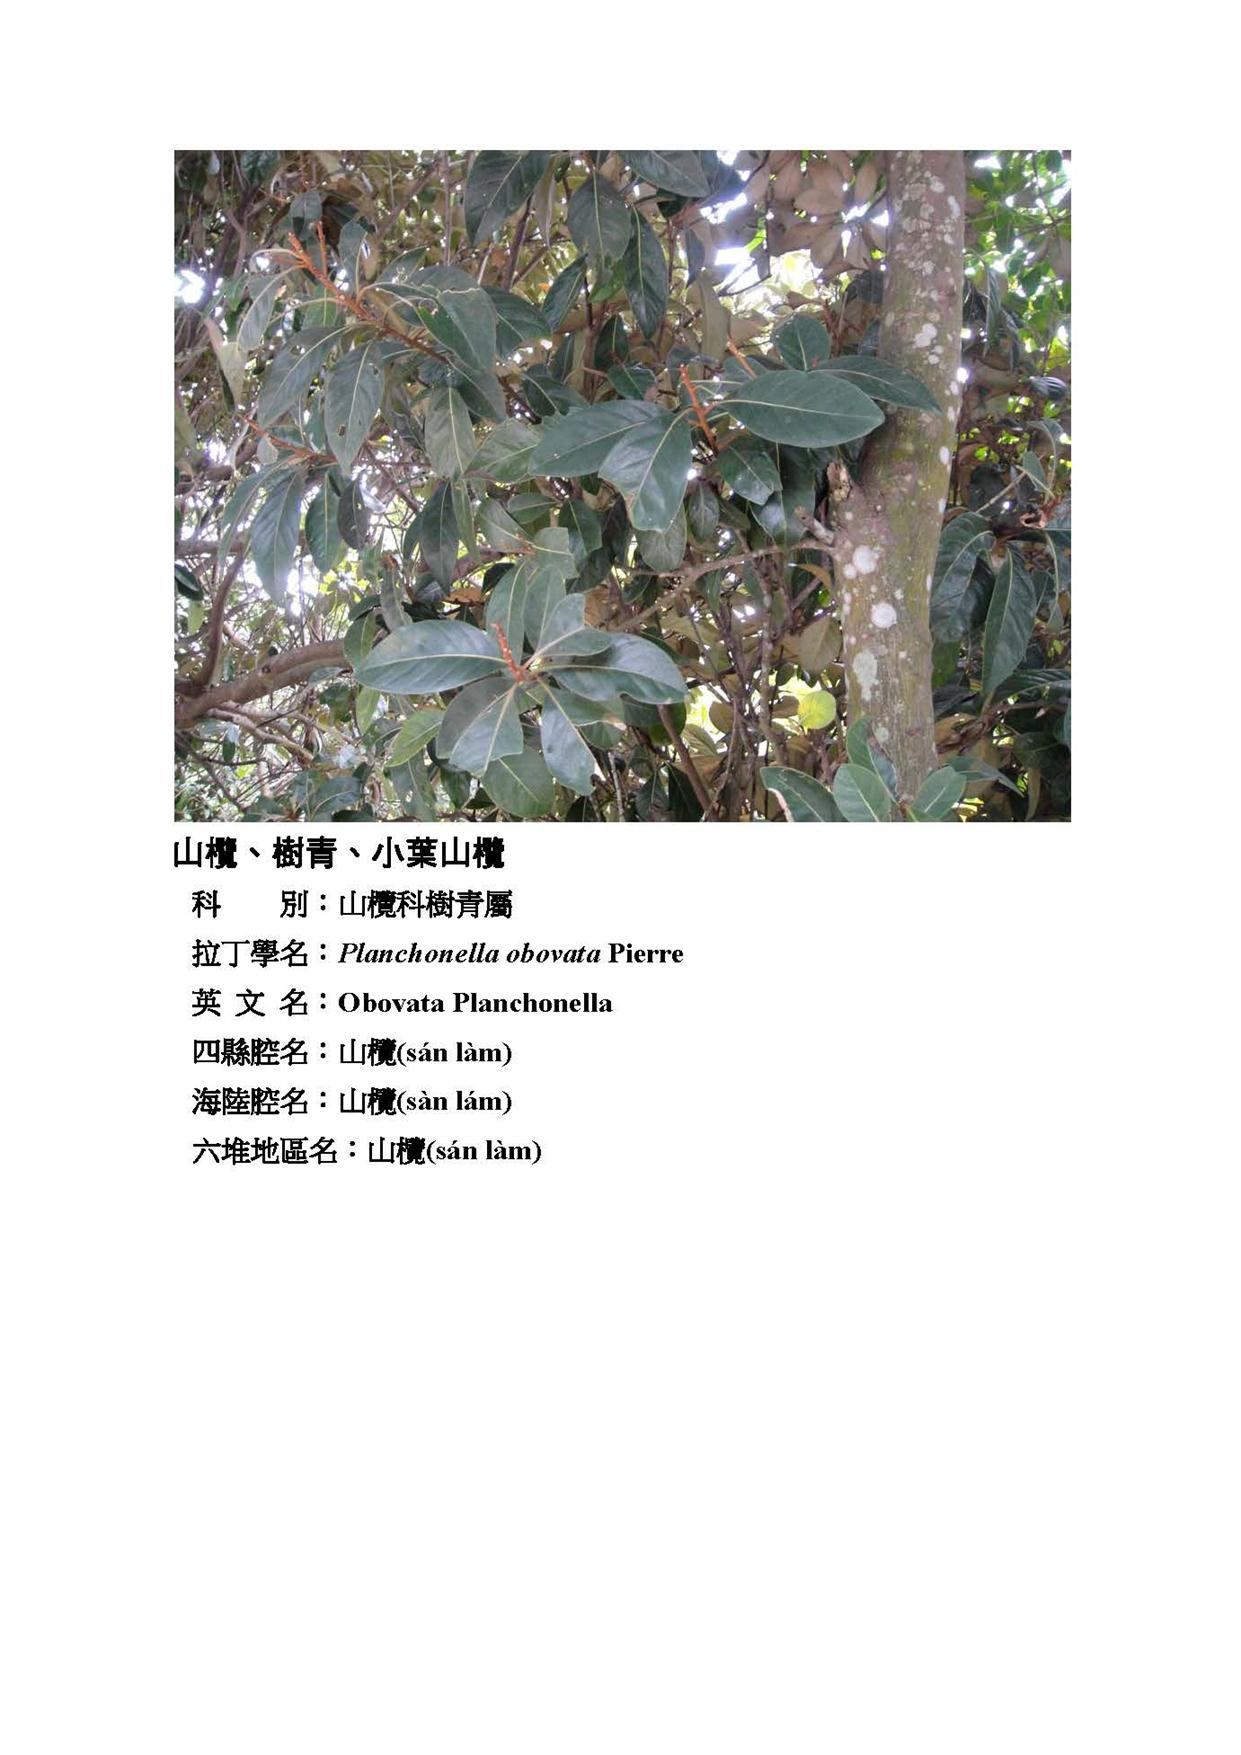 山欖、樹青、小葉山欖
科　　別：山欖科樹青屬
拉丁學名：Planchonella obovata Pierre
英 文 名：Obovata Planchonella
四縣腔名：山欖(sán làm)
海陸腔名：山欖(sàn lám)
六堆地區名：山欖(sán làm)